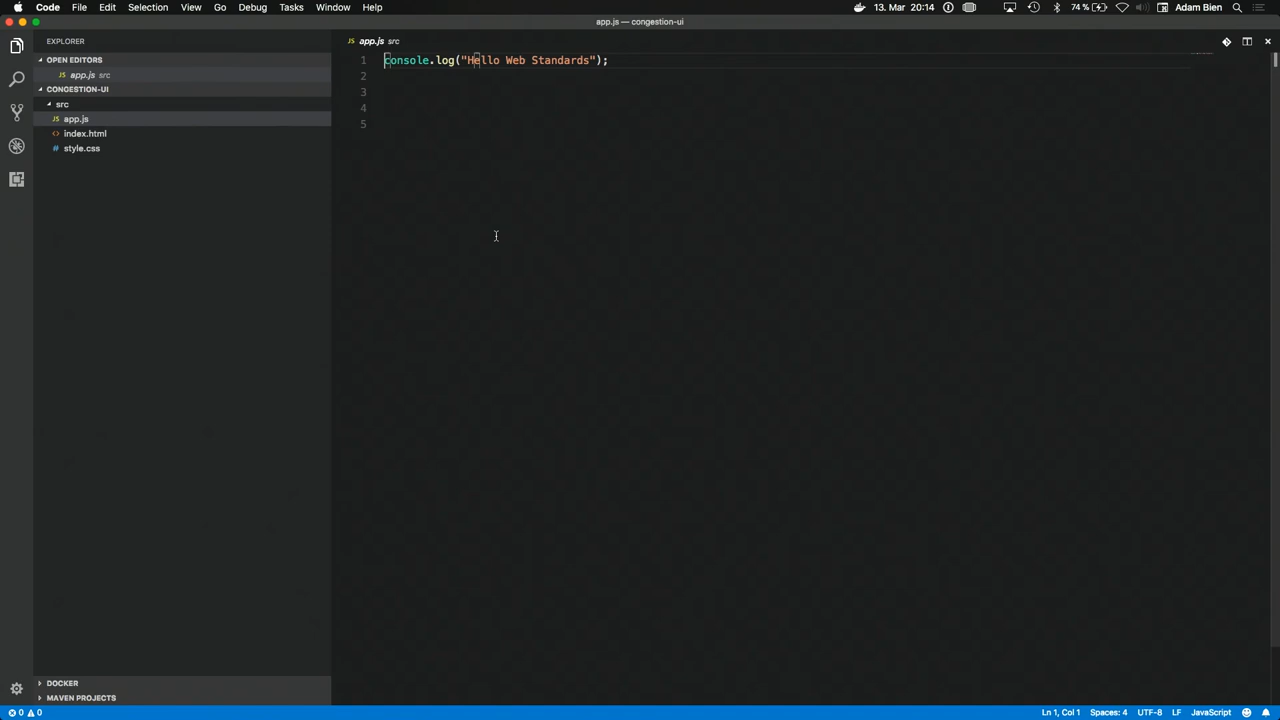 Code File Edit Selection View Go Debug Tasks Window Help 13. Mar 20:14 74 % Adam Bien
app.js — congestion-ui
EXPLORER
OPEN EDITORS
JS app.js src
CONGESTION-UI
src
JS app.js
<> index.html
# style.css
DOCKER
MAVEN PROJECTS
JS app.js src
1 console.log("Hello Web Standards");
2
3
4
5
0 0 Ln 1, Col 1 Spaces: 4 UTF-8 LF JavaScript